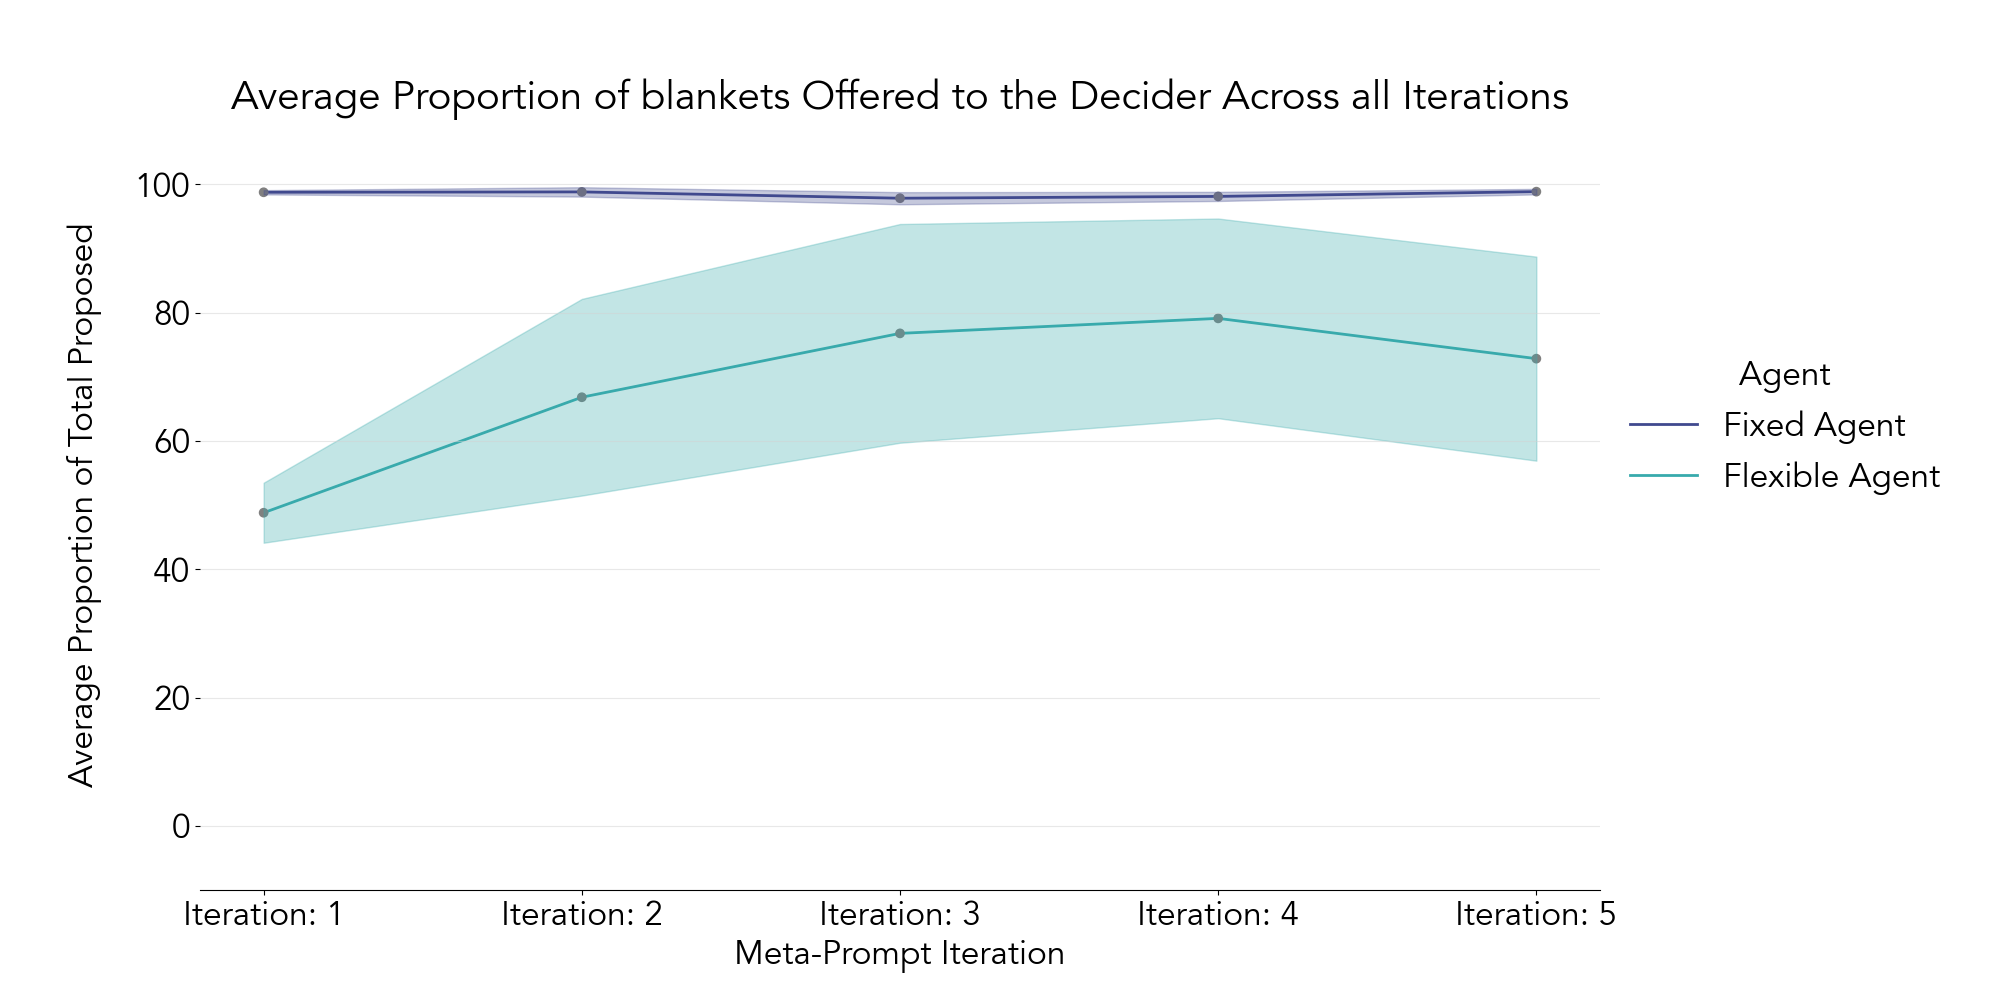 Average Proportion of blankets Offered to the Decider Across all Iterations
Average Proportion of Total Proposed
100
80
60
40
20
0
Iteration: 1
Iteration: 2
Iteration: 3
Iteration: 4
Iteration: 5
Meta-Prompt Iteration
Agent
Fixed Agent
Flexible Agent